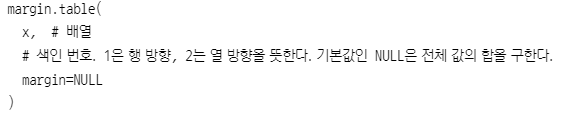 margin.table(
x, # 배열
# 색인 번호. 1은 행 방향, 2는 열 방향을 뜻한다. 기본값인 NULL은 전체 값의 합을 구한다.
margin=NULL
)